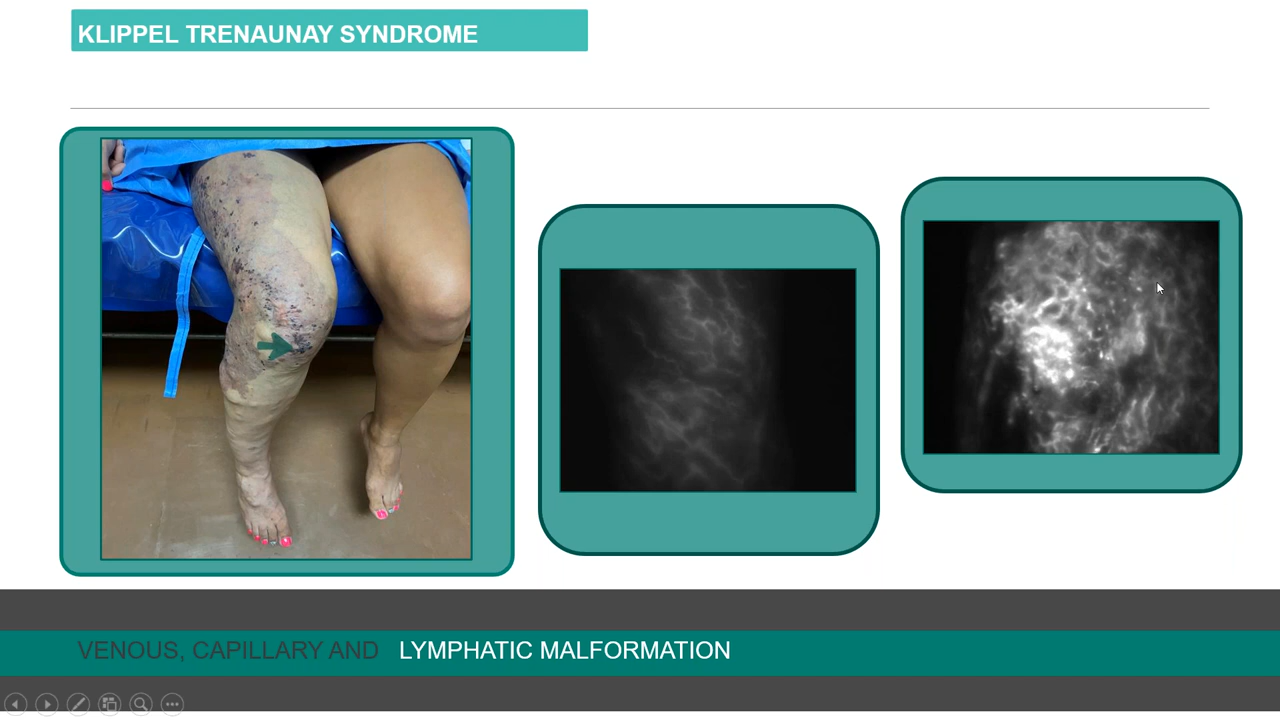 KLIPPEL TRENAUNAY SYNDROME
VENOUS, CAPILLARY AND LYMPHATIC MALFORMATION